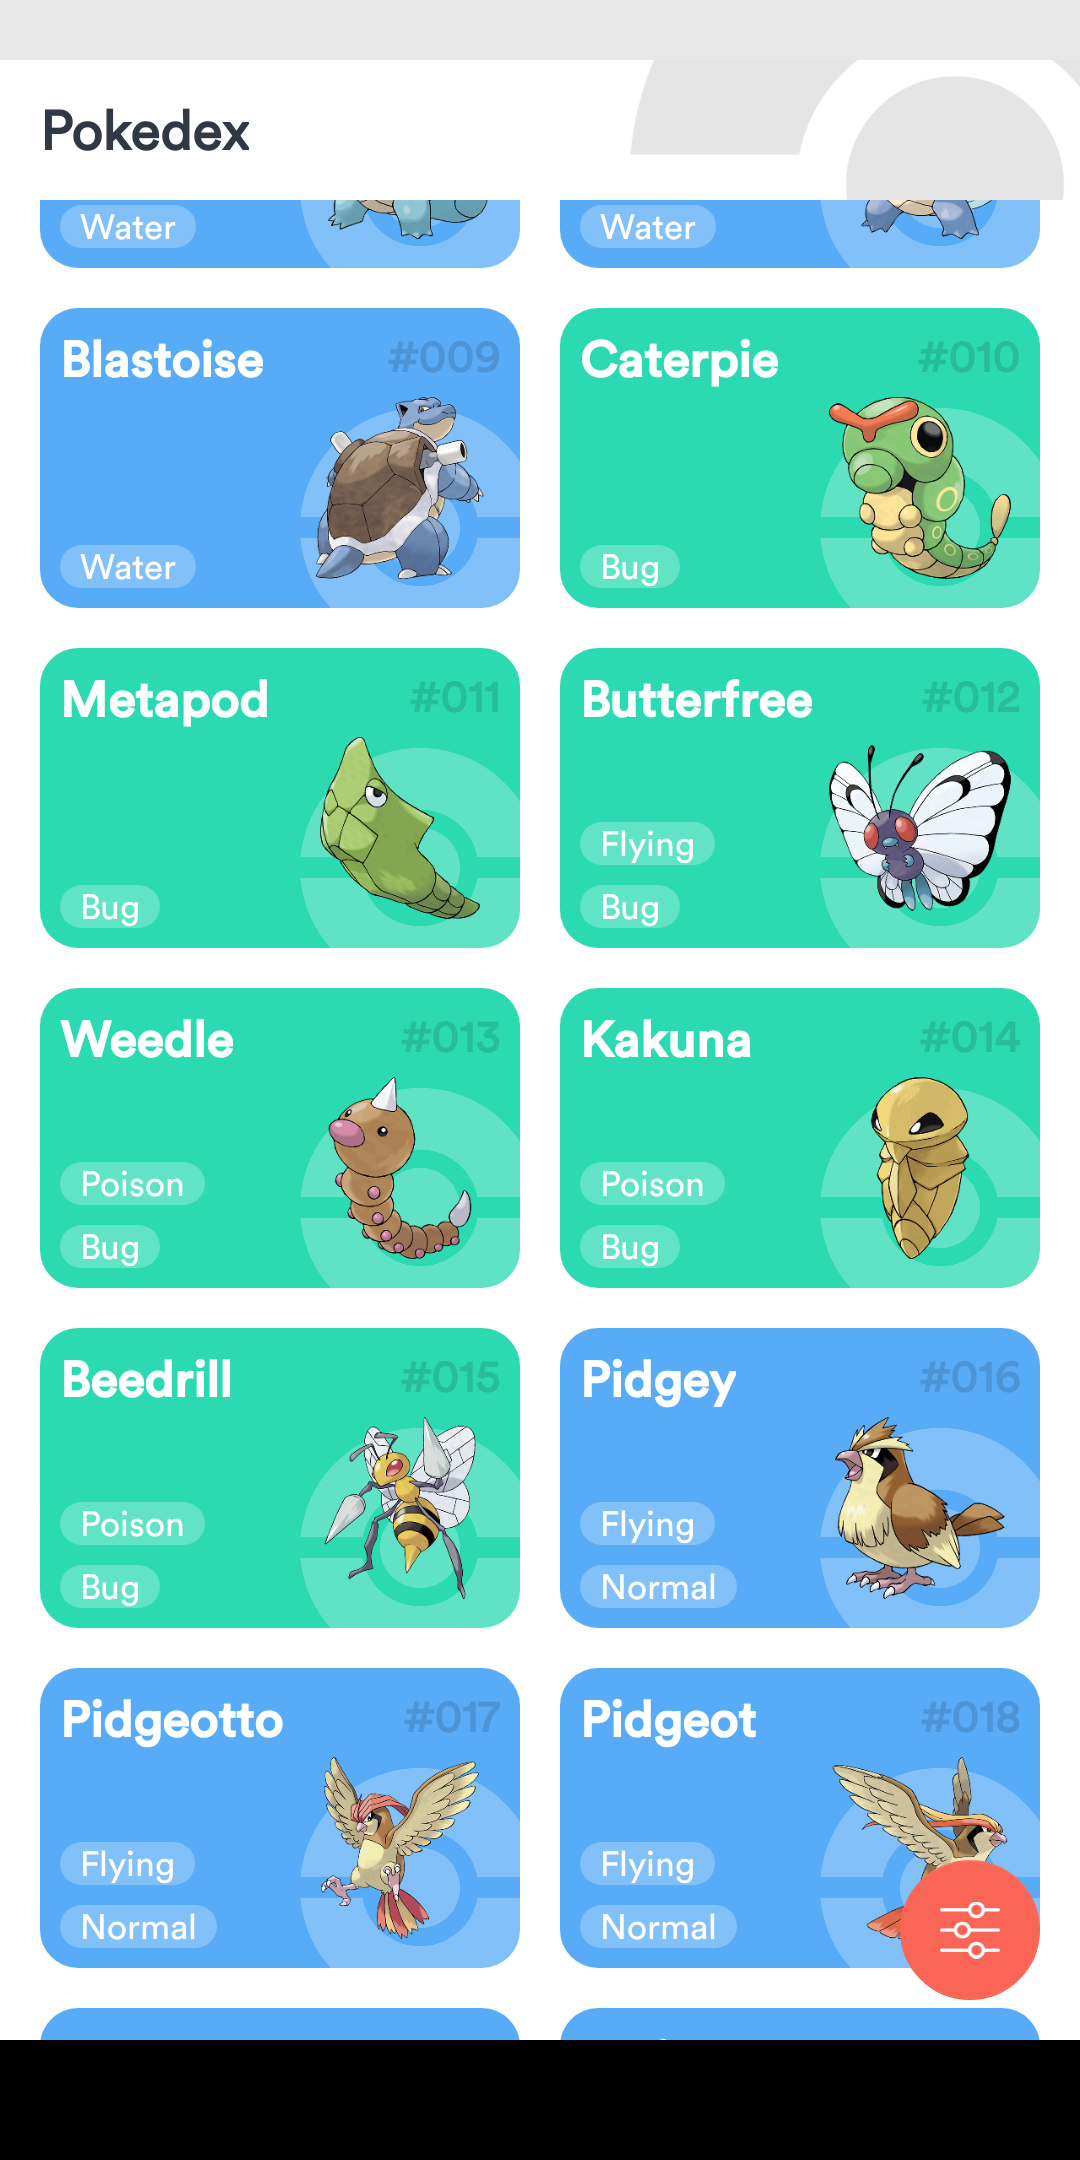 Pokedex
Water
Water
Blastoise #009
Water
Caterpie #010
Bug
Metapod #011
Bug
Butterfree #012
Flying
Bug
Weedle #013
Poison
Bug
Kakuna #014
Poison
Bug
Beedrill #015
Poison
Bug
Pidgey #016
Flying
Normal
Pidgeotto #017
Flying
Normal
Pidgeot #018
Flying
Normal